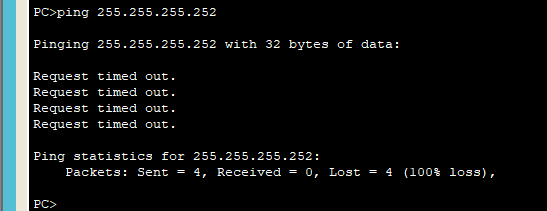 PC>ping 255.255.255.252
Pinging 255.255.255.252 with 32 bytes of data:
Request timed out.
Request timed out.
Request timed out.
Request timed out.
Ping statistics for 255.255.255.252:
Packets: Sent = 4, Received = 0, Lost = 4 (100% loss),
PC>